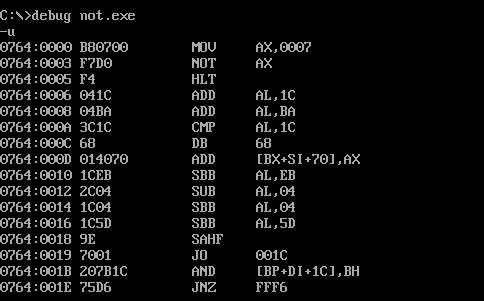 C:\>debug not.exe
-u
0764:0000 B80700 MOV AX,0007
0764:0003 F7D0 NOT AX
0764:0005 F4 HLT
0764:0006 041C ADD AL,1C
0764:0008 04BA ADD AL,BA
0764:000A 3C1C CMP AL,1C
0764:000C 68 DB 68
0764:000D 014070 ADD [BX+SI+70],AX
0764:0010 1CEB SBB AL,EB
0764:0012 2C04 SUB AL,04
0764:0014 1C04 SBB AL,04
0764:0016 1C5D SBB AL,5D
0764:0018 9E SAHF
0764:0019 7001 JO 001C
0764:001B 207B1C AND [BP+DI+1C],BH
0764:001E 75D6 JNZ FFF6